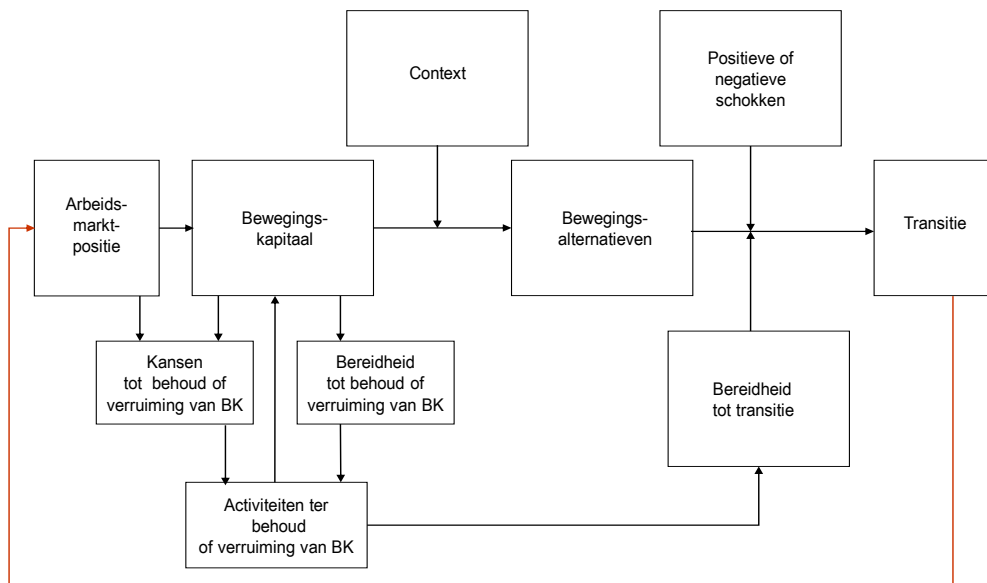 Context
Positieve of
negatieve
schokken
Arbeids-
markt-
positie
Bewegings-
kapitaal
Bewegings-
alternatieven
Transitie
Kansen
tot behoud of
verruiming van BK
Bereidheid
tot behoud of
verruiming van BK
Bereidheid
tot transitie
Activiteiten ter
behoud
of verruiming van BK